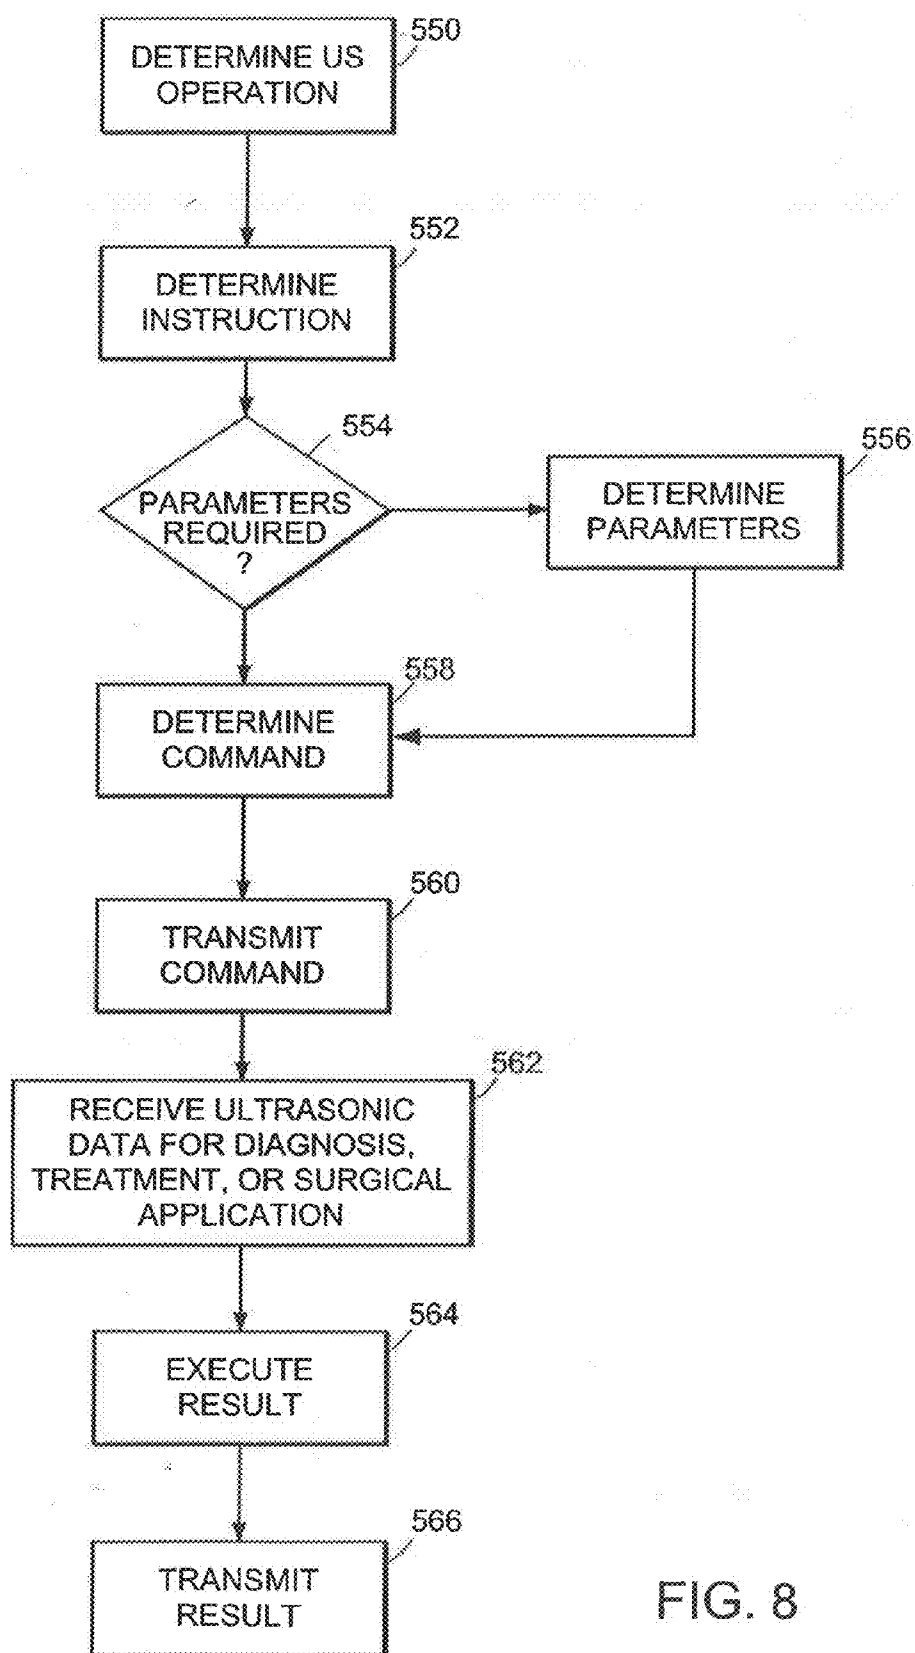 550
DETERMINE US
OPERATION
552
DETERMINE
INSTRUCTION
554
PARAMETERS
REQUIRED
?
556
DETERMINE
PARAMETERS
558
DETERMINE
COMMAND
560
TRANSMIT
COMMAND
562
RECEIVE ULTRASONIC
DATA FOR DIAGNOSIS,
TREATMENT, OR SURGICAL
APPLICATION
564
EXECUTE
RESULT
566
TRANSMIT
RESULT
FIG. 8